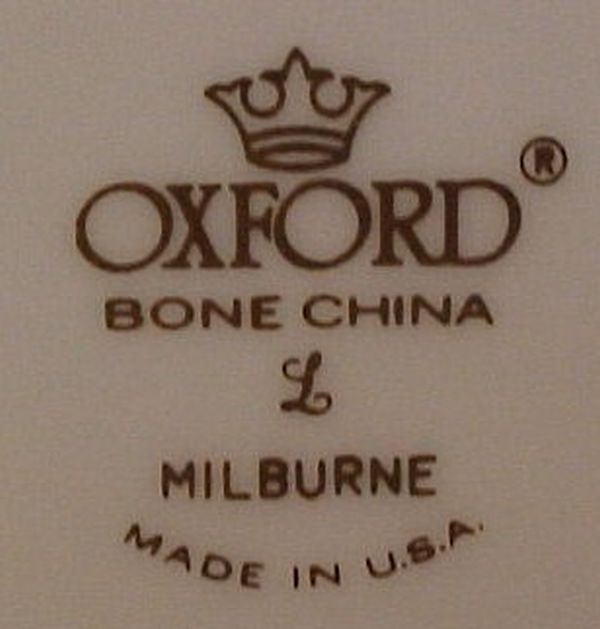 OXFORD ®
BONE CHINA
L
MILBURNE
MADE IN U.S.A.